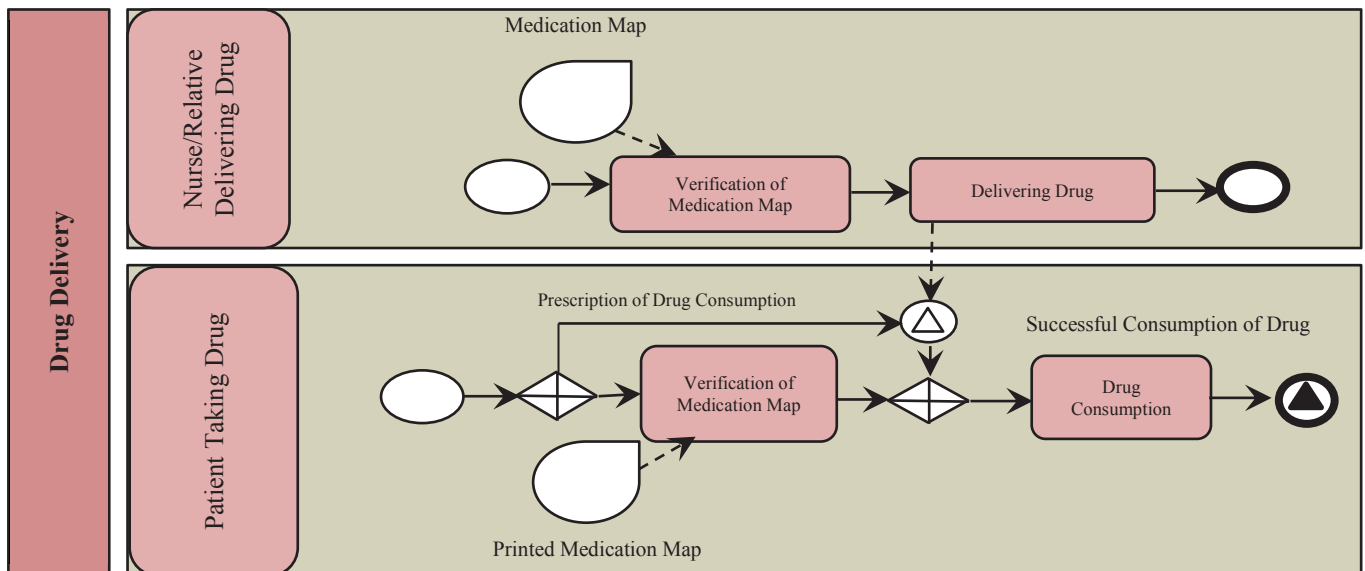 Drug Delivery
Nurse/Relative
Delivering Drug
Medication Map
Verification of
Medication Map
Delivering Drug
Patient Taking Drug
Prescription of Drug Consumption
Successful Consumption of Drug
Verification of
Medication Map
Drug
Consumption
Printed Medication Map